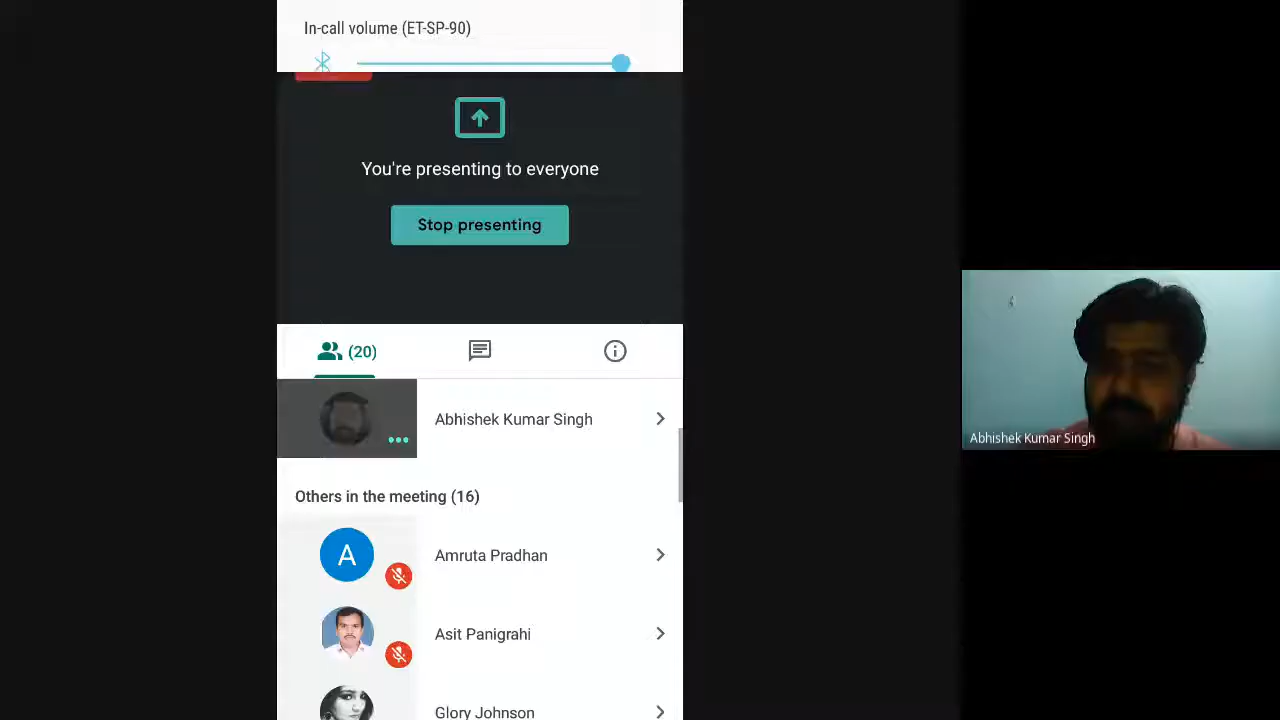 In-call volume (ET-SP-90)
You're presenting to everyone
Stop presenting
(20)
Abhishek Kumar Singh
Others in the meeting (16)
A
Amruta Pradhan
Asit Panigrahi
Glory Johnson
Abhishek Kumar Singh